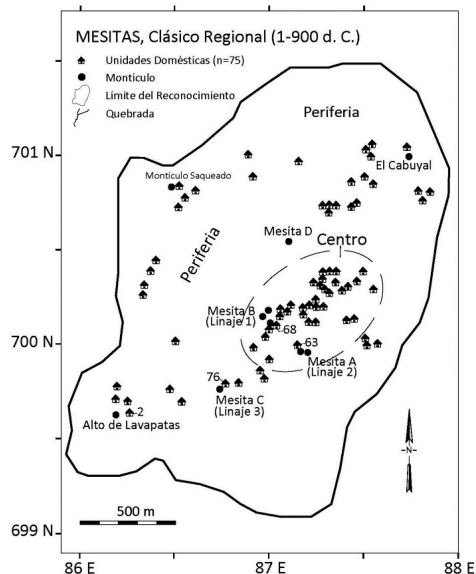 MESITAS, Clásico Regional (1-900 d. C.)
Unidades Domésticas (n=75)
Montículo
Límite del Reconocimiento
Quebrada
Periferia
701 N
El Cabuyal
Montículo Saqueado
Mesita D
Centro
Periferia
Mesita B
(Linaje 1)
68
700 N
63
Mesita A
(Linaje 2)
76
Mesita C
(Linaje 3)
2
Alto de Lavapatas
N
500 m
699 N
86 E
87 E
88 E